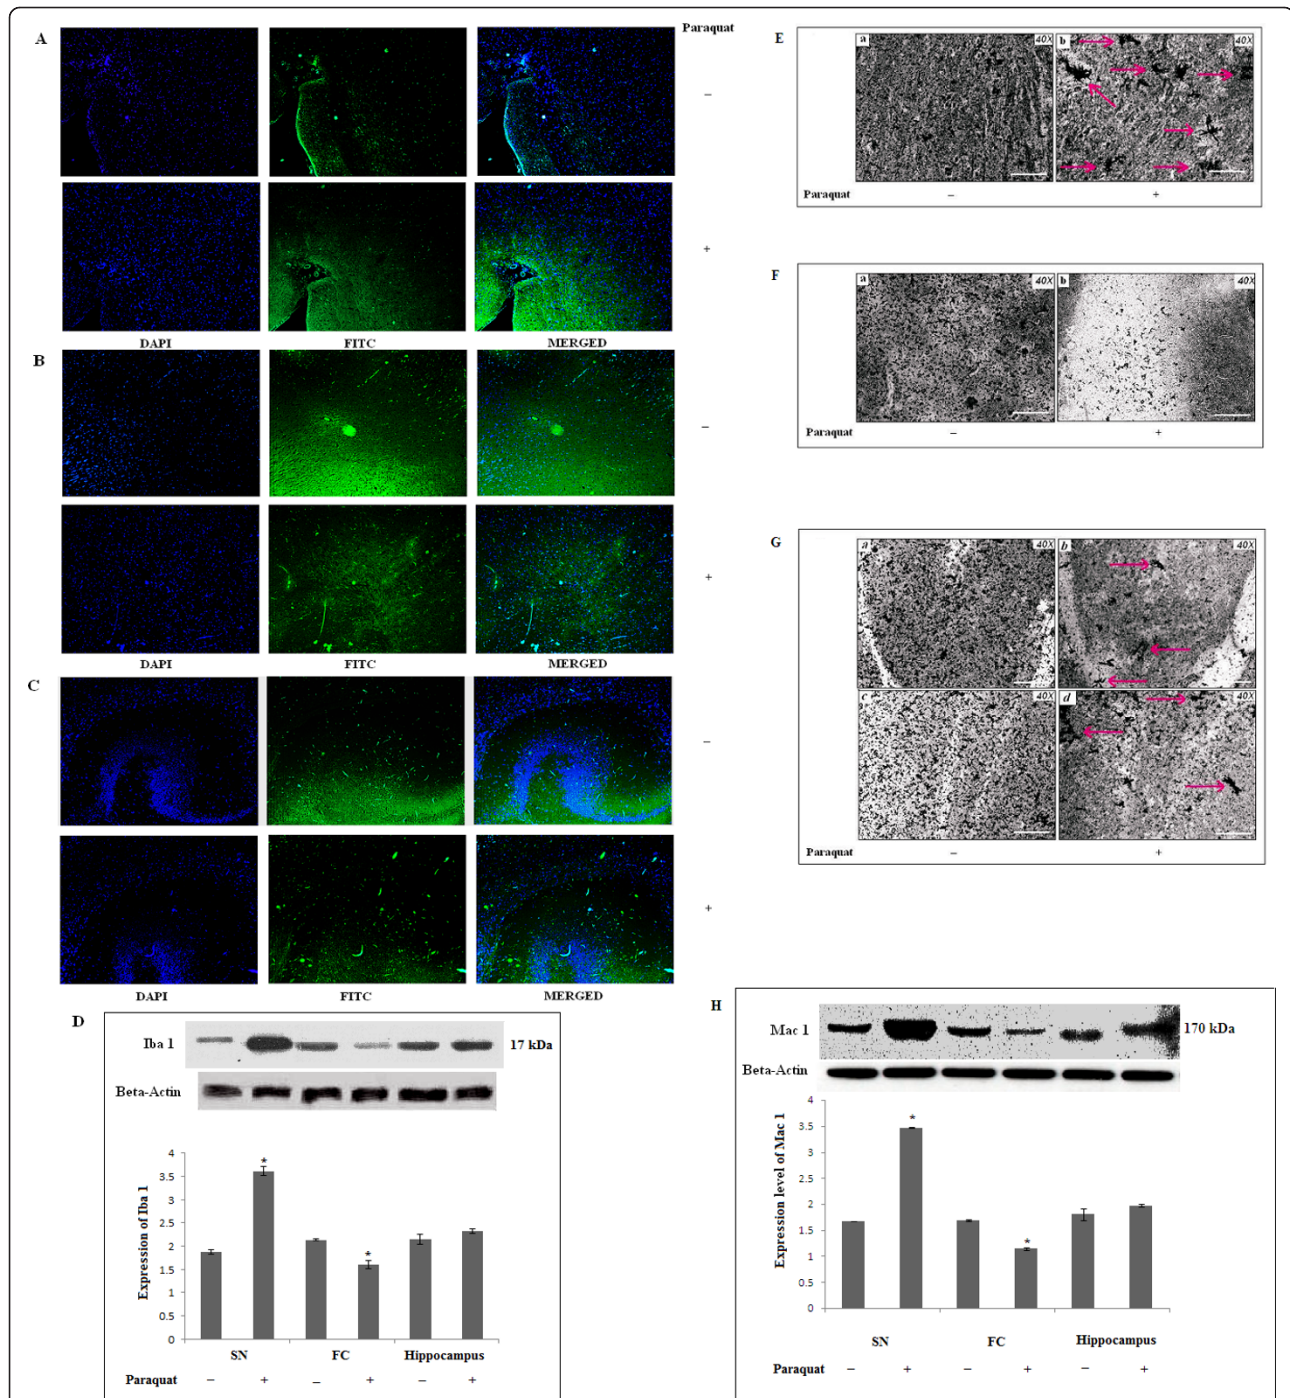 A
Paraquat
–
+
DAPI FITC MERGED
B
–
+
DAPI FITC MERGED
C
–
+
DAPI FITC MERGED
D
Iba 1
17 kDa
Beta-Actin
Expression of Iba 1
4
3.5
3
2.5
2
1.5
1
0.5
0
*
*
SN FC Hippocampus
Paraquat – + – + – +
E
a 40X b 40X
Paraquat – +
F
a 40X b 40X
Paraquat – +
G
a 40X b 40X
c 40X d 40X
Paraquat – +
H
Mac 1
170 kDa
Beta-Actin
Expression level of Mac 1
4
3.5
3
2.5
2
1.5
1
0.5
0
*
*
SN FC Hippocampus
Paraquat – + – + – +